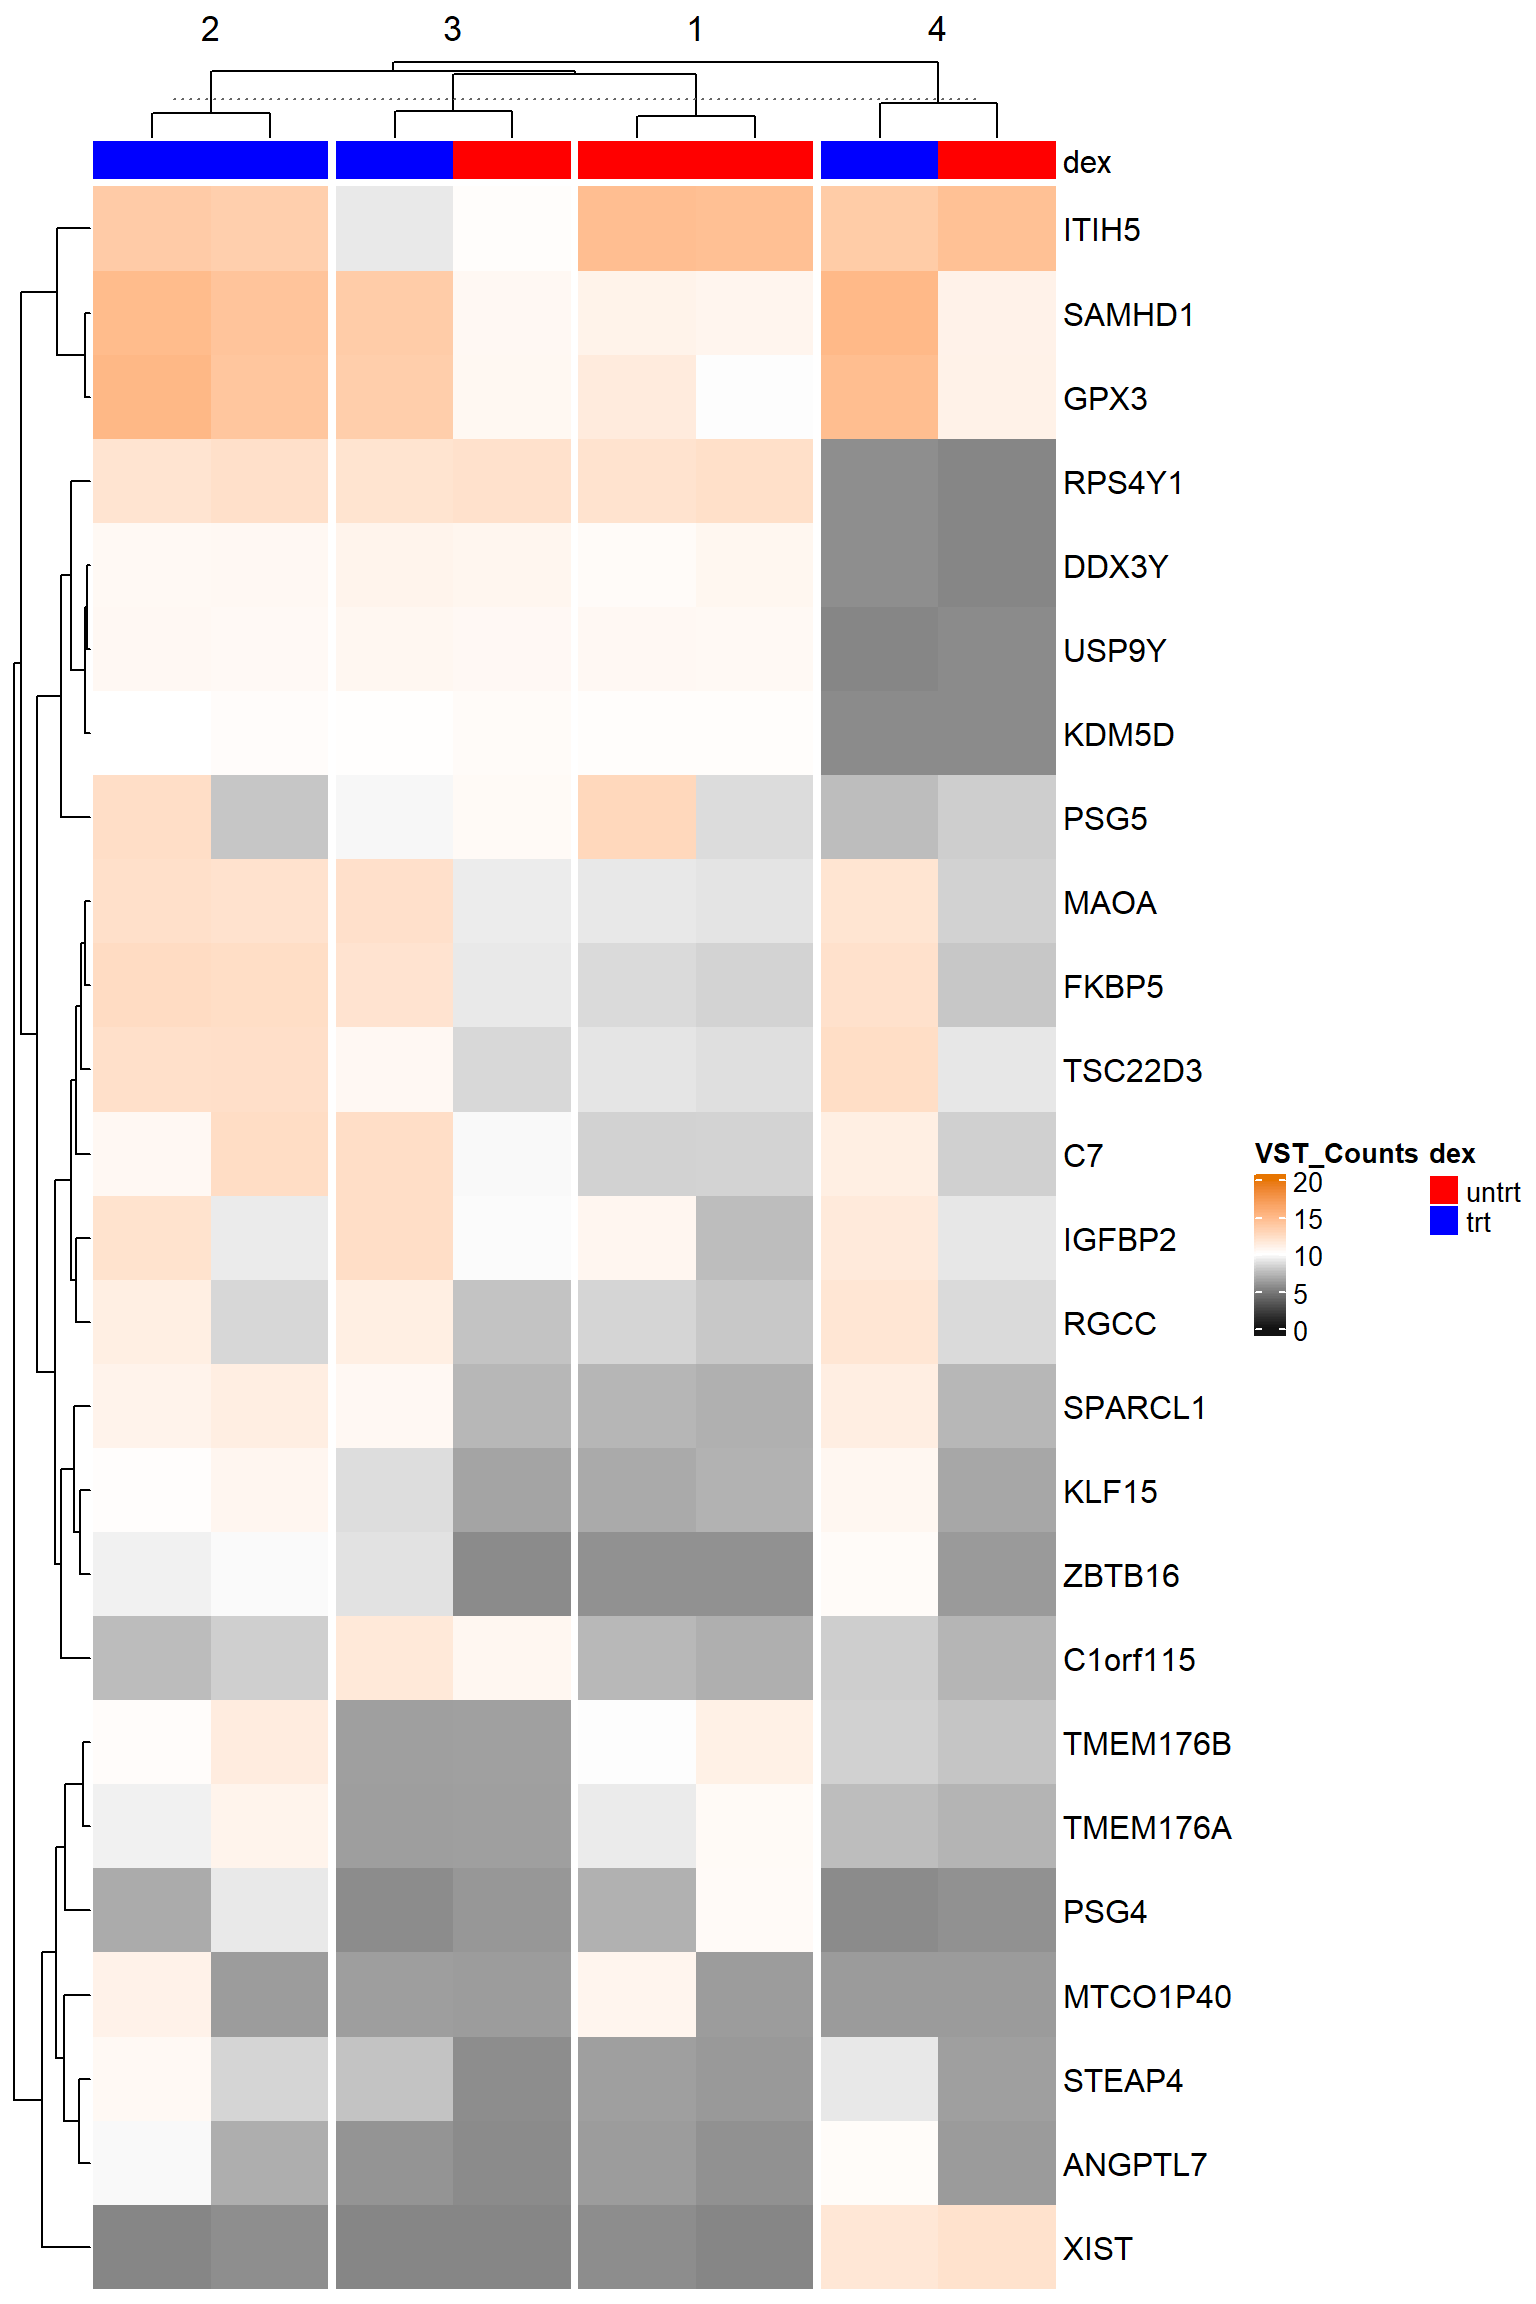 2 3 1 4
dex
ITIH5
SAMHD1
GPX3
RPS4Y1
DDX3Y
USP9Y
KDM5D
PSG5
MAOA
FKBP5
TSC22D3
C7
IGFBP2
RGCC
SPARCL1
KLF15
ZBTB16
C1orf115
TMEM176B
TMEM176A
PSG4
MTCO1P40
STEAP4
ANGPTL7
XIST
VST_Counts
20
15
10
5
0
dex
untrt
trt